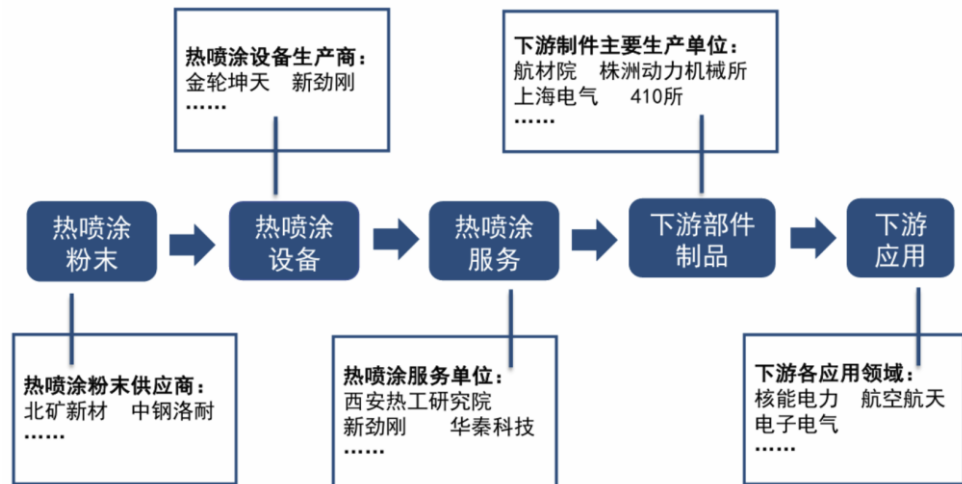 热喷涂设备生产商：
金轮坤天 新劲刚
……
下游制件主要生产单位：
航材院 株洲动力机械所
上海电气 410所
……
热喷涂
粉末
热喷涂
设备
热喷涂
服务
下游部件
制品
下游
应用
热喷涂粉末供应商：
北矿新材 中钢洛耐
……
热喷涂服务单位：
西安热工研究院
新劲刚 华秦科技
……
下游各应用领域：
核能电力 航空航天
电子电气
……